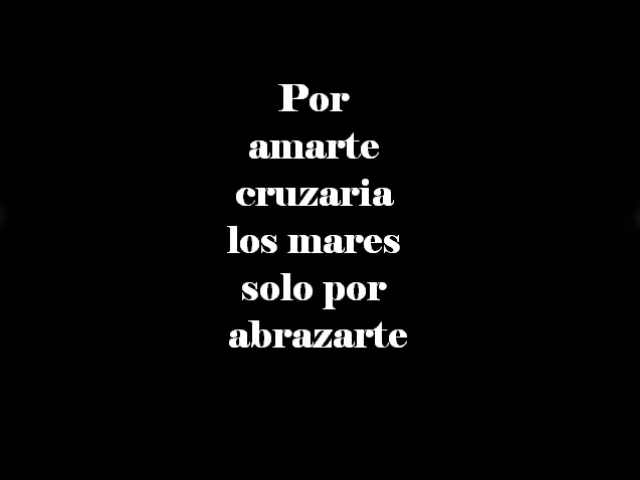 Por
amarte
cruzaria
los mares
solo por
abrazarte